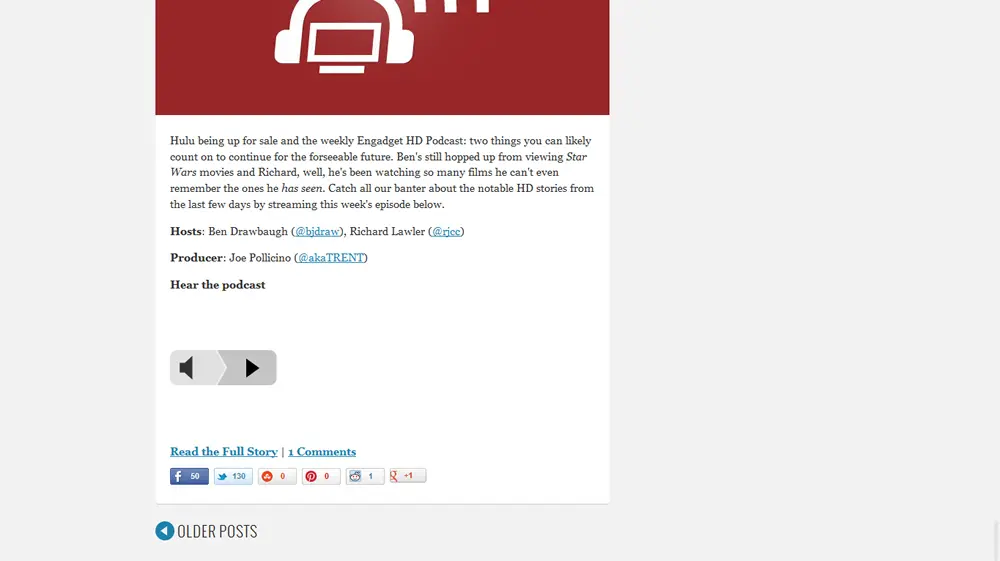 Hulu being up for sale and the weekly Engadget HD Podcast: two things you can likely
count on to continue for the forseeable future. Ben's still hopped up from viewing Star
Wars movies and Richard, well, he's been watching so many films he can't even
remember the ones he has seen. Catch all our banter about the notable HD stories from
the last few days by streaming this week's episode below.
Hosts: Ben Drawbaugh (@bjdraw), Richard Lawler (@rjcc)
Producer: Joe Pollicino (@akaTRENT)
Hear the podcast
Read the Full Story | 1 Comments
50 130 0 0 1 +1
OLDER POSTS